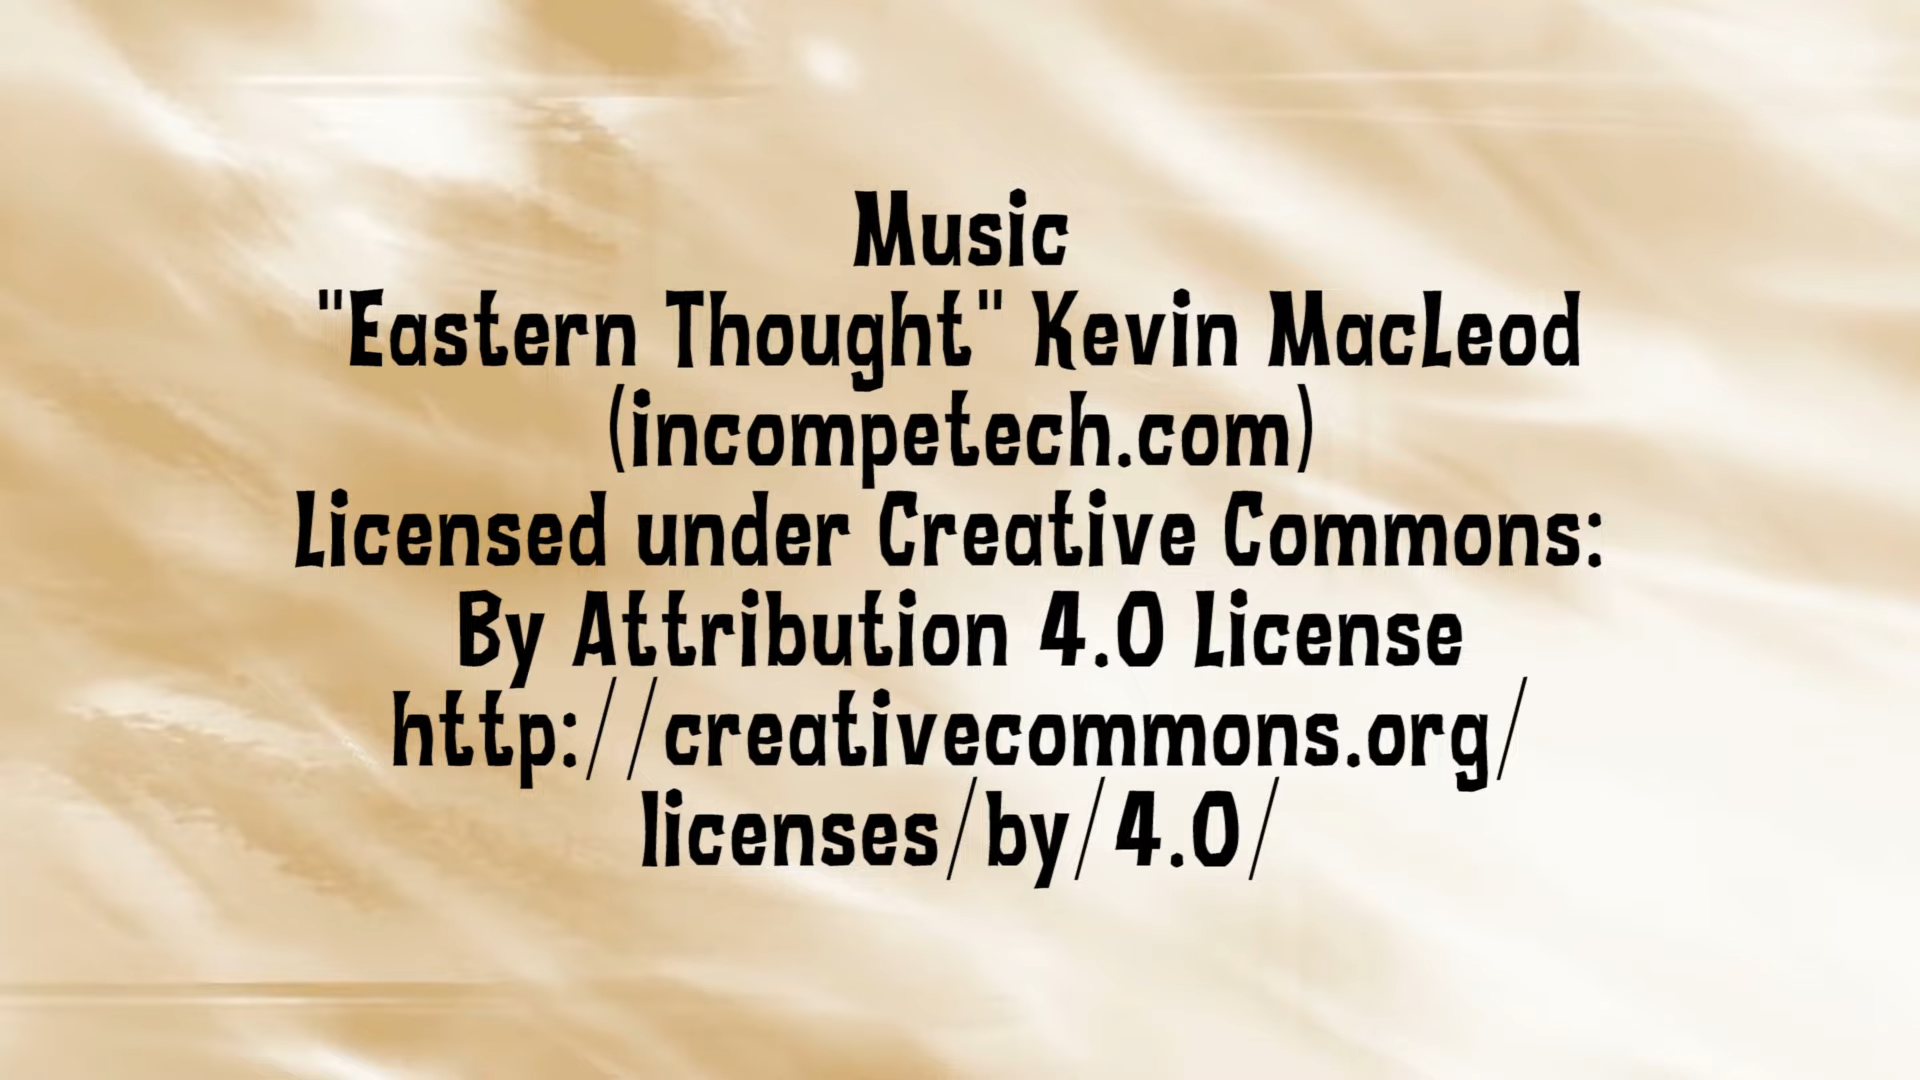 Music
"Eastern Thought" Kevin MacLeod
(incompetech.com)
Licensed under Creative Commons:
By Attribution 4.0 License
http://creativecommons.org/
licenses/by/4.0/